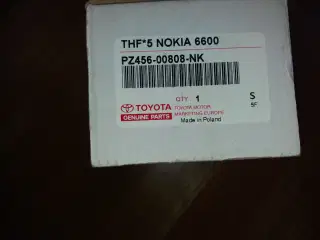 THF*5 NOKIA 6600
PZ456-00808-NK
QTY 1 S
5F
TOYOTA
GENUINE PARTS
TOYOTA MOTOR
MARKETING EUROPE
Made in Poland